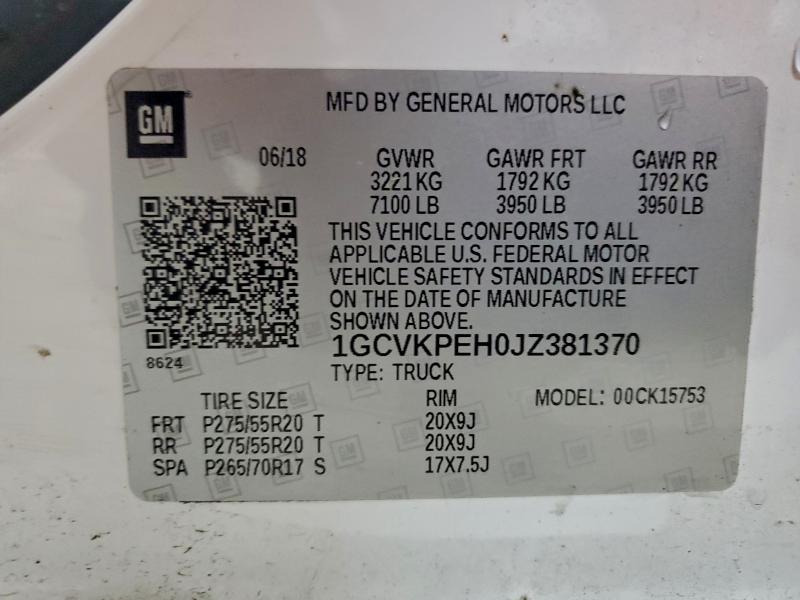 GM
MFD BY GENERAL MOTORS LLC
06/18 GVWR GAWR FRT GAWR RR
3221 KG 1792 KG 1792 KG
7100 LB 3950 LB 3950 LB
THIS VEHICLE CONFORMS TO ALL
APPLICABLE U.S. FEDERAL MOTOR
VEHICLE SAFETY STANDARDS IN EFFECT
ON THE DATE OF MANUFACTURE
SHOWN ABOVE.
8624
1GCVKPEH0JZ381370
TYPE: TRUCK
TIRE SIZE RIM MODEL: 00CK15753
FRT P275/55R20 T 20X9J
RR P275/55R20 T 20X9J
SPA P265/70R17 S 17X7.5J